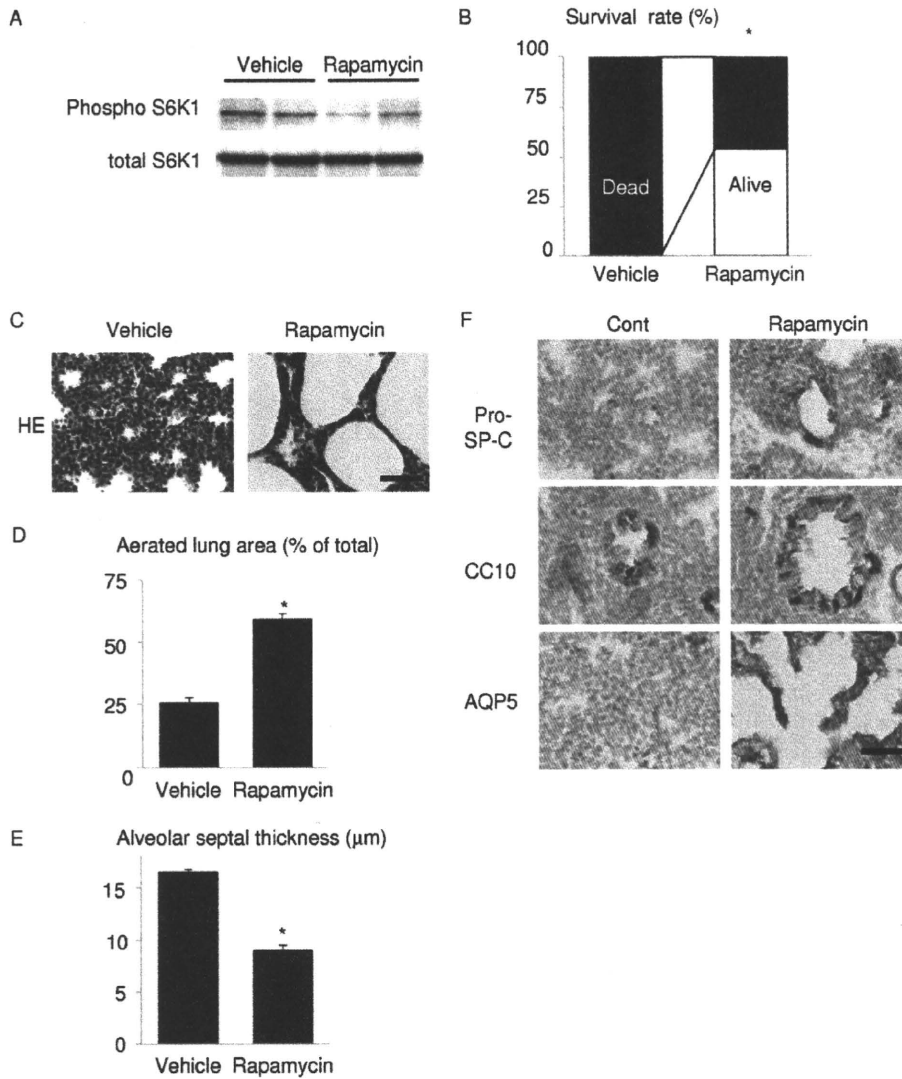 A
Vehicle Rapamycin
Phospho S6K1
total S6K1
B
Survival rate (%)
*
100
75
50
25
0
Dead
Alive
Vehicle
Rapamycin
C
Vehicle
Rapamycin
HE
D
Aerated lung area (% of total)
75
50
25
0
*
Vehicle Rapamycin
E
Alveolar septal thickness (μm)
15
10
5
0
*
Vehicle Rapamycin
F
Cont
Rapamycin
Pro-
SP-C
CC10
AQP5